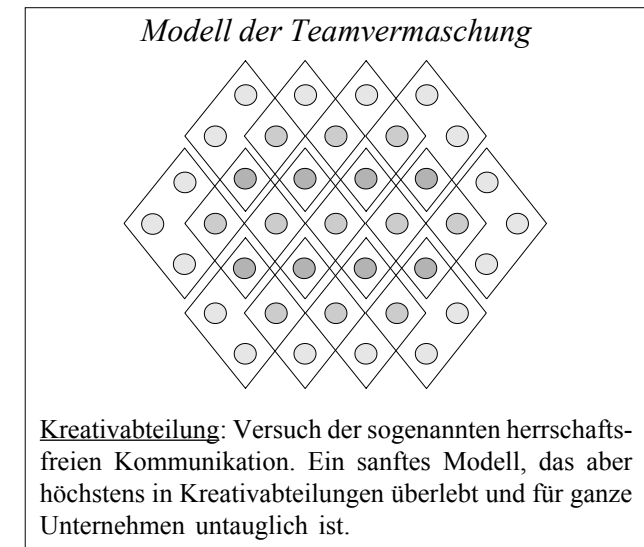 Modell der Teamvermaschung
Kreativabteilung: Versuch der sogenannten herrschafts-
freien Kommunikation. Ein sanftes Modell, das aber
höchstens in Kreativabteilungen überlebt und für ganze
Unternehmen untauglich ist.